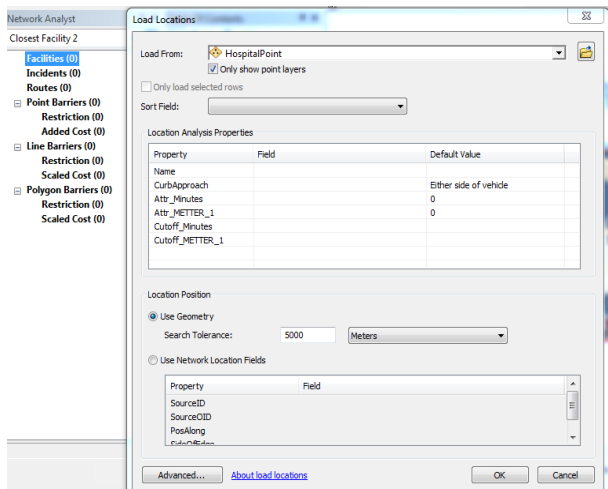 Network Analyst
Closest Facility 2
Facilities (0)
Incidents (0)
Routes (0)
Point Barriers (0)
Restriction (0)
Added Cost (0)
Line Barriers (0)
Restriction (0)
Scaled Cost (0)
Polygon Barriers (0)
Restriction (0)
Scaled Cost (0)
Load Locations
Load From: HospitalPoint
Only show point layers
Only load selected rows
Sort Field:
Location Analysis Properties
Property Field Default Value
Name
CurbApproach Either side of vehicle
Attr_Minutes 0
Attr_METTER_1 0
Cutoff_Minutes
Cutoff_METTER_1
Location Position
Use Geometry
Search Tolerance: 5000 Meters
Use Network Location Fields
Property Field
SourceID
SourceOID
PosAlong
SideOfEdge
Advanced... About load locations OK Cancel